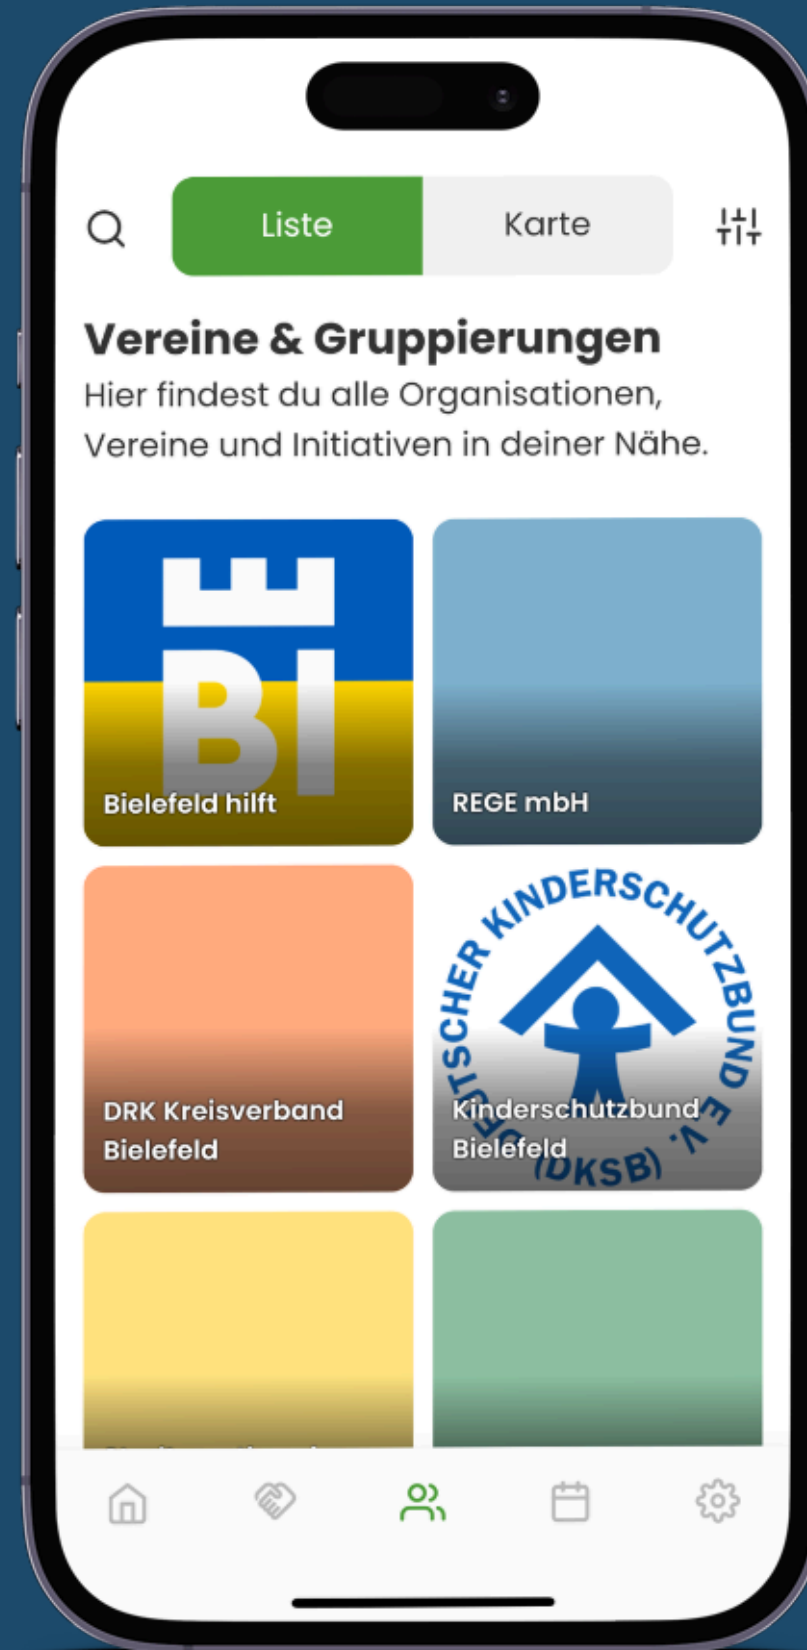 Liste
Karte
Vereine & Gruppierungen
Hier findest du alle Organisationen,
Vereine und Initiativen in deiner Nähe.
BI
Bielefeld hilft
REGE mbH
DRK Kreisverband
Bielefeld
DEUTSCHER KINDERSCHUTZBUND E.V.
(DKSB)
Kinderschutzbund
Bielefeld